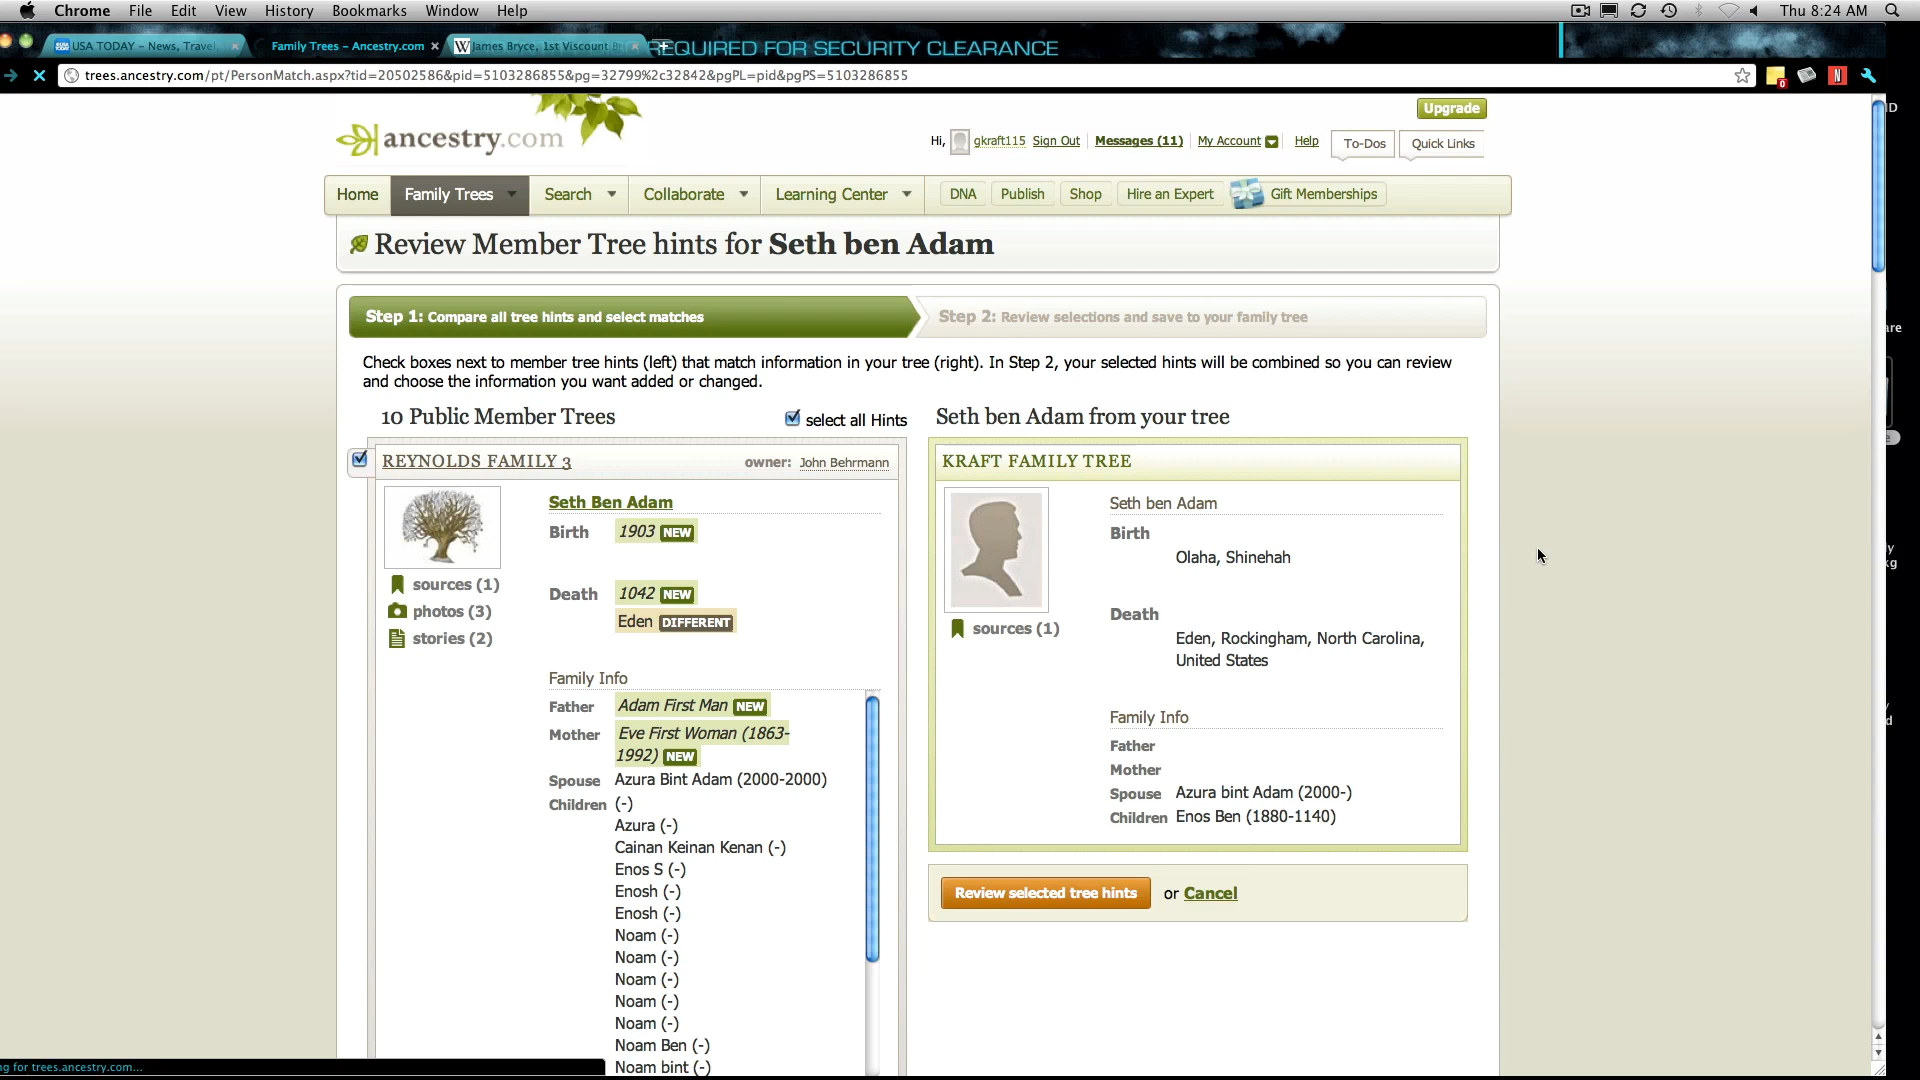 Chrome File Edit View History Bookmarks Window Help Thu 8:24 AM
USA TODAY – News, Travel Family Trees – Ancestry.com James Bryce, 1st Viscount REQUIRED FOR SECURITY CLEARANCE
trees.ancestry.com/pt/PersonMatch.aspx?tid=20502586&pid=5103286855&pg=32799%2c32842&pgPL=pid&pgPS=5103286855
0 N
Upgrade
ancestry.com
Hi, gkraft115 Sign Out Messages (11) My Account Help To-Dos Quick Links
Home Family Trees Search Collaborate Learning Center DNA Publish Shop Hire an Expert Gift Memberships
Review Member Tree hints for Seth ben Adam
Step 1: Compare all tree hints and select matches
Step 2: Review selections and save to your family tree
Check boxes next to member tree hints (left) that match information in your tree (right). In Step 2, your selected hints will be combined so you can review
and choose the information you want added or changed.
10 Public Member Trees select all Hints
REYNOLDS FAMILY 3 owner: John Behrmann
Seth Ben Adam
Birth 1903 NEW
sources (1)
photos (3)
stories (2)
Death 1042 NEW
Eden DIFFERENT
Family Info
Father Adam First Man NEW
Mother Eve First Woman (1863-
1992) NEW
Spouse Azura Bint Adam (2000-2000)
Children (-)
Azura (-)
Cainan Keinan Kenan (-)
Enos S (-)
Enosh (-)
Enosh (-)
Noam (-)
Noam (-)
Noam (-)
Noam (-)
Noam (-)
Noam Ben (-)
Noam bint (-)
Seth ben Adam from your tree
KRAFT FAMILY TREE
Seth ben Adam
Birth
Olaha, Shinehah
sources (1)
Death
Eden, Rockingham, North Carolina,
United States
Family Info
Father
Mother
Spouse Azura bint Adam (2000-)
Children Enos Ben (1880-1140)
Review selected tree hints or Cancel
ng for trees.ancestry.com...